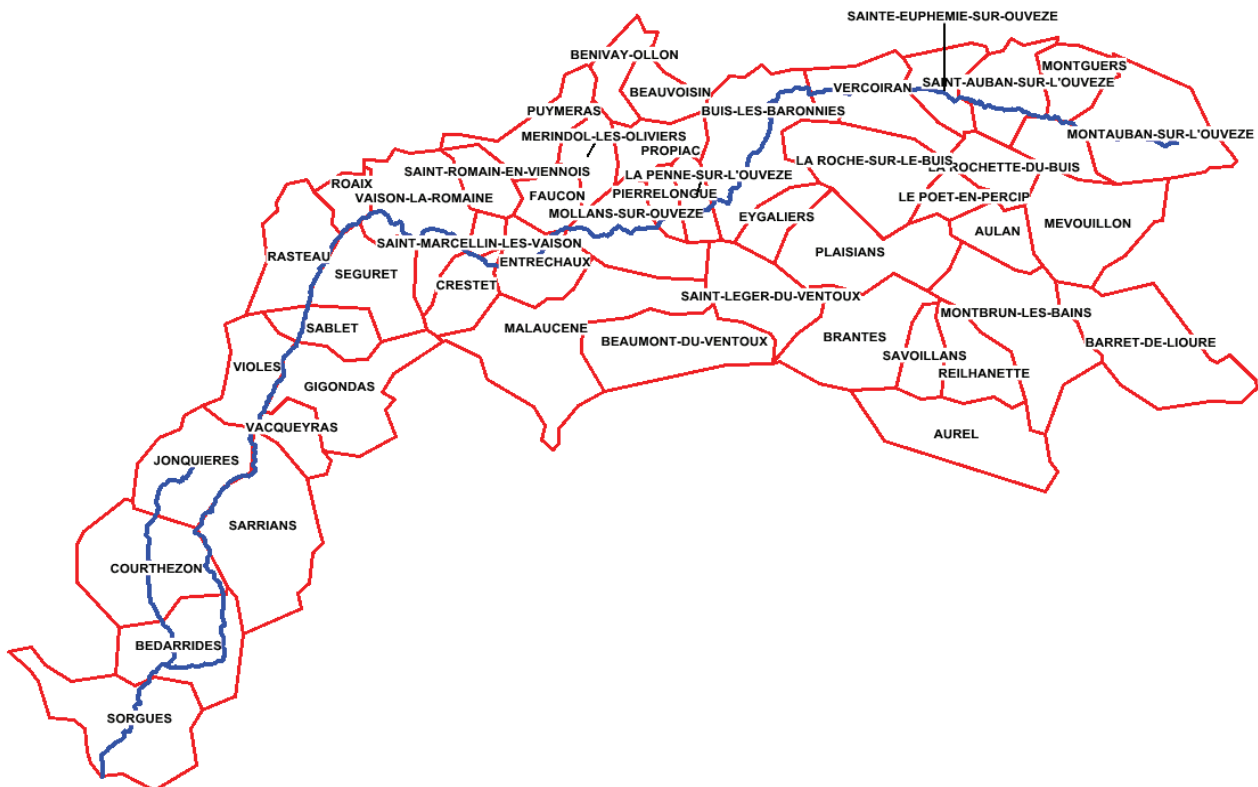 SAINTE-EUPHEMIE-SUR-OUVEZE
BENIVAY-OLLON
MONTGUERS
SAINT-AUBAN-SUR-L'OUVEZE
BEAUVOISIN
VERCOIRAN
PUYMERAS
BUIS-LES-BARONNIES
MERINDOL-LES-OLIVIERS
MONTAUBAN-SUR-L'OUVEZE
PROPIAC
LA ROCHE-SUR-LE-BUIS
LA ROCHETTE-DU-BUIS
SAINT-ROMAIN-EN-VIENNOIS
LA PENNE-SUR-L'OUVEZE
ROAIX
VAISON-LA-ROMAINE
FAUCON
PIERRELONGUE
LE POET-EN-PERCIP
MOLLANS-SUR-OUVEZE
EYGALIERS
MEVOUILLON
AULAN
SAINT-MARCELLIN-LES-VAISON
PLAISIANS
RASTEAU
ENTRECHAUX
SEGURET
CRESTET
SAINT-LEGER-DU-VENTOUX
MONTBRUN-LES-BAINS
SABLET
MALAUCENE
BRANTES
BEAUMONT-DU-VENTOUX
BARRET-DE-LIOURE
SAVOILLANS
VIOLES
REILHANETTE
GIGONDAS
VACQUEYRAS
AUREL
JONQUIERES
SARRIANS
COURTHEZON
BEDARRIDES
SORGUES